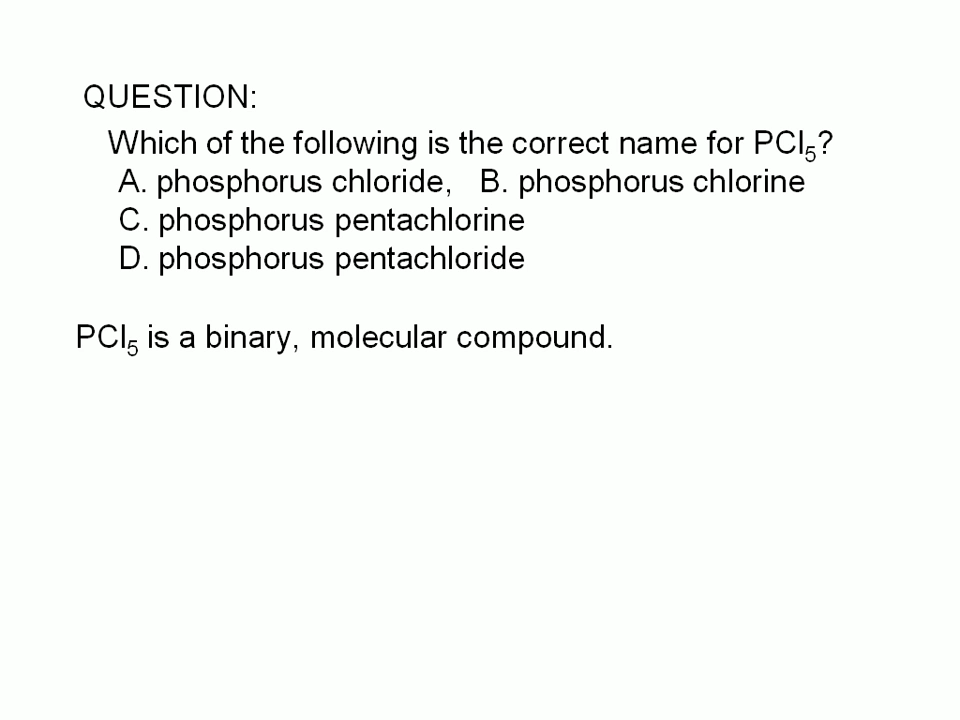 QUESTION:
Which of the following is the correct name for PCl₅?
A. phosphorus chloride, B. phosphorus chlorine
C. phosphorus pentachlorine
D. phosphorus pentachloride
PCl₅ is a binary, molecular compound.